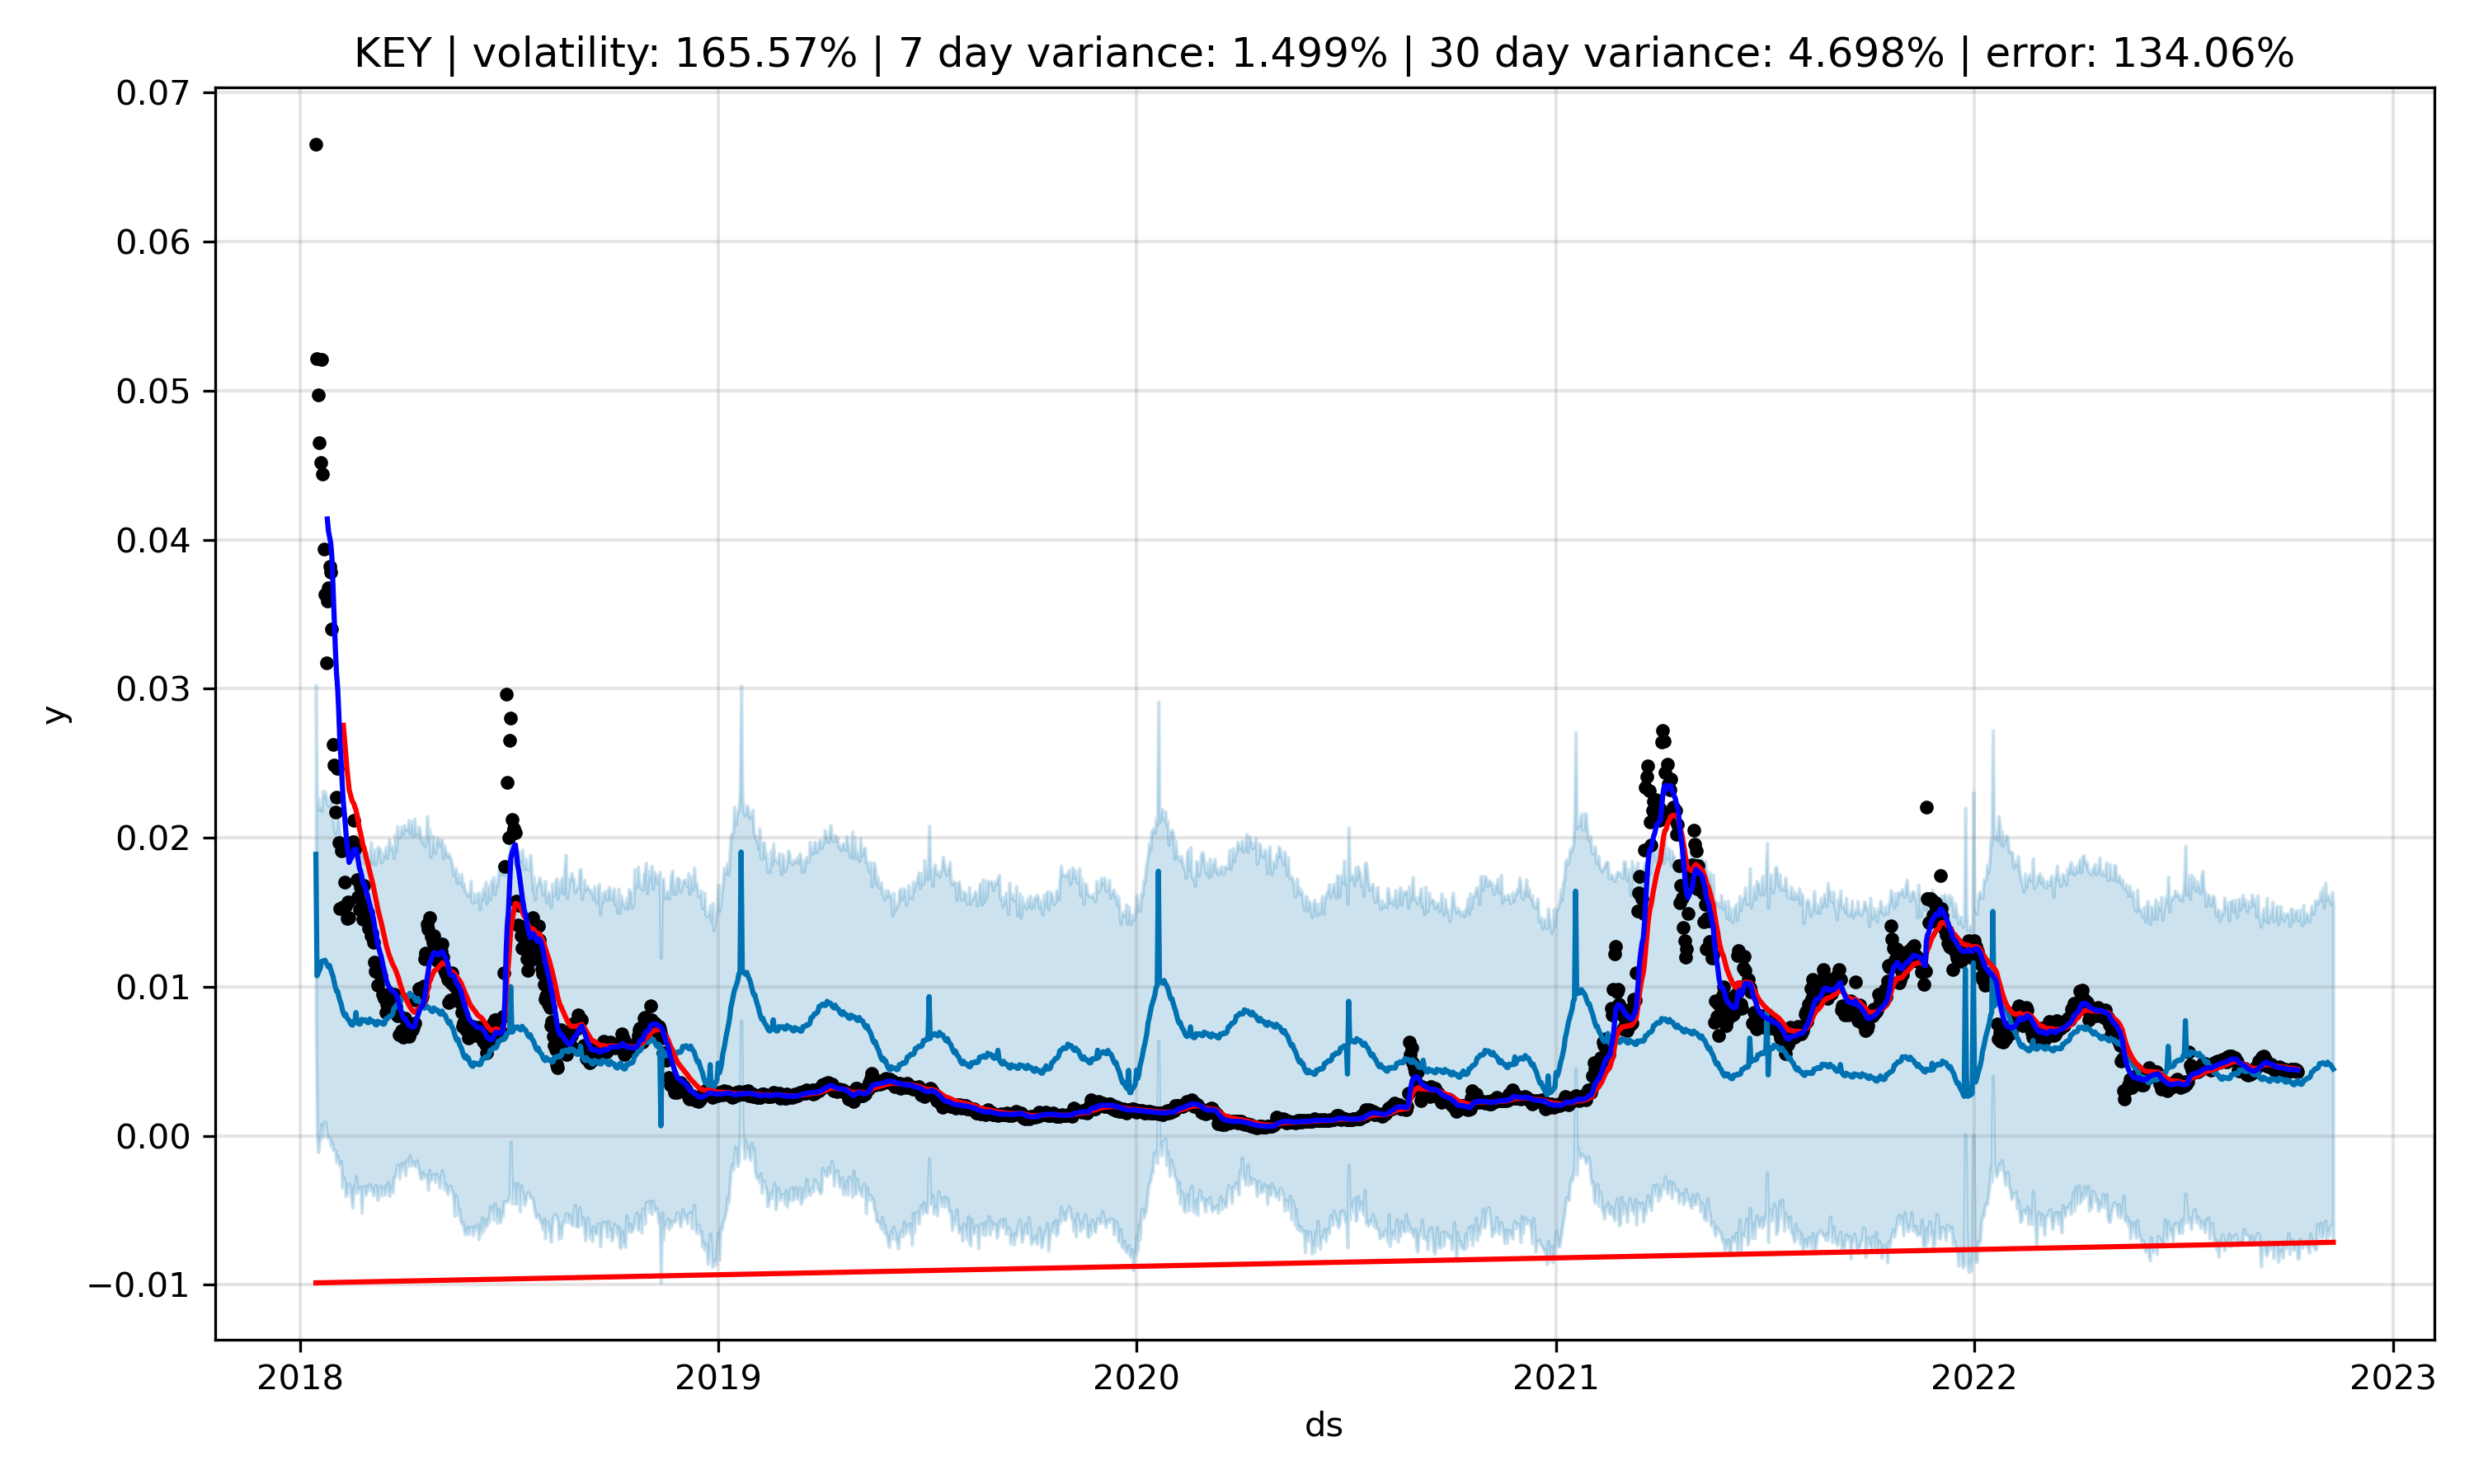 KEY | volatility: 165.57% | 7 day variance: 1.499% | 30 day variance: 4.698% | error: 134.06%
0.07
0.06
0.05
0.04
0.03
0.02
0.01
0.00
−0.01
y
2018 2019 2020 2021 2022 2023
ds